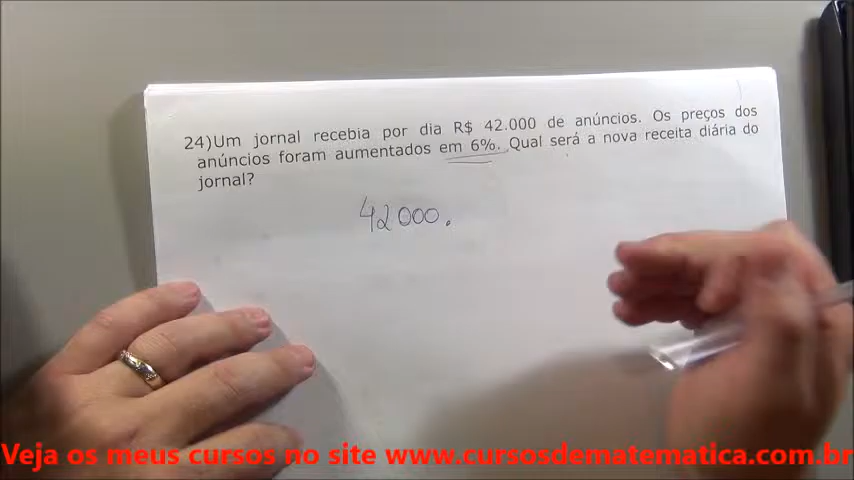 24)Um jornal recebia por dia R$ 42.000 de anúncios. Os preços dos
anúncios foram aumentados em 6%. Qual será a nova receita diária do
jornal?
42000.
Veja os meus cursos no site www.cursosdematematica.com.br